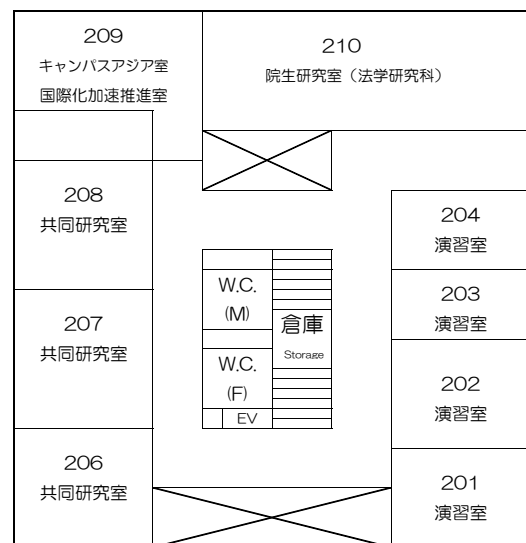 209
キャンパスアジア室
国際化加速推進室
210
院生研究室（法学研究科）
208
共同研究室
204
演習室
W.C.
(M)
倉庫
Storage
203
演習室
207
共同研究室
W.C.
(F)
EV
202
演習室
206
共同研究室
201
演習室